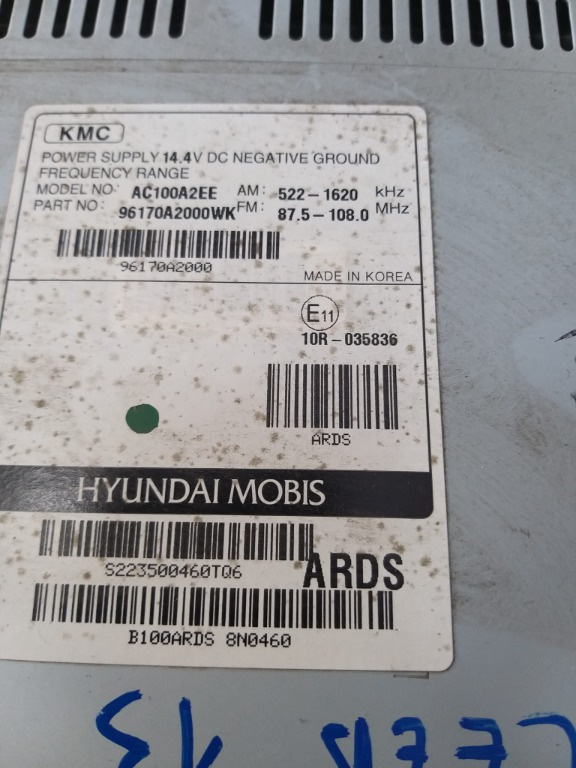 KMC
POWER SUPPLY 14.4V DC NEGATIVE GROUND
FREQUENCY RANGE
MODEL NO: AC100A2EE AM: 522-1620 kHz
PART NO: 96170A2000WK FM: 87.5-108.0 MHz
96170A2000
MADE IN KOREA
E11
10R-035836
ARDS
HYUNDAI MOBIS
S223500460TQ6
ARDS
B100ARDS 8N0460